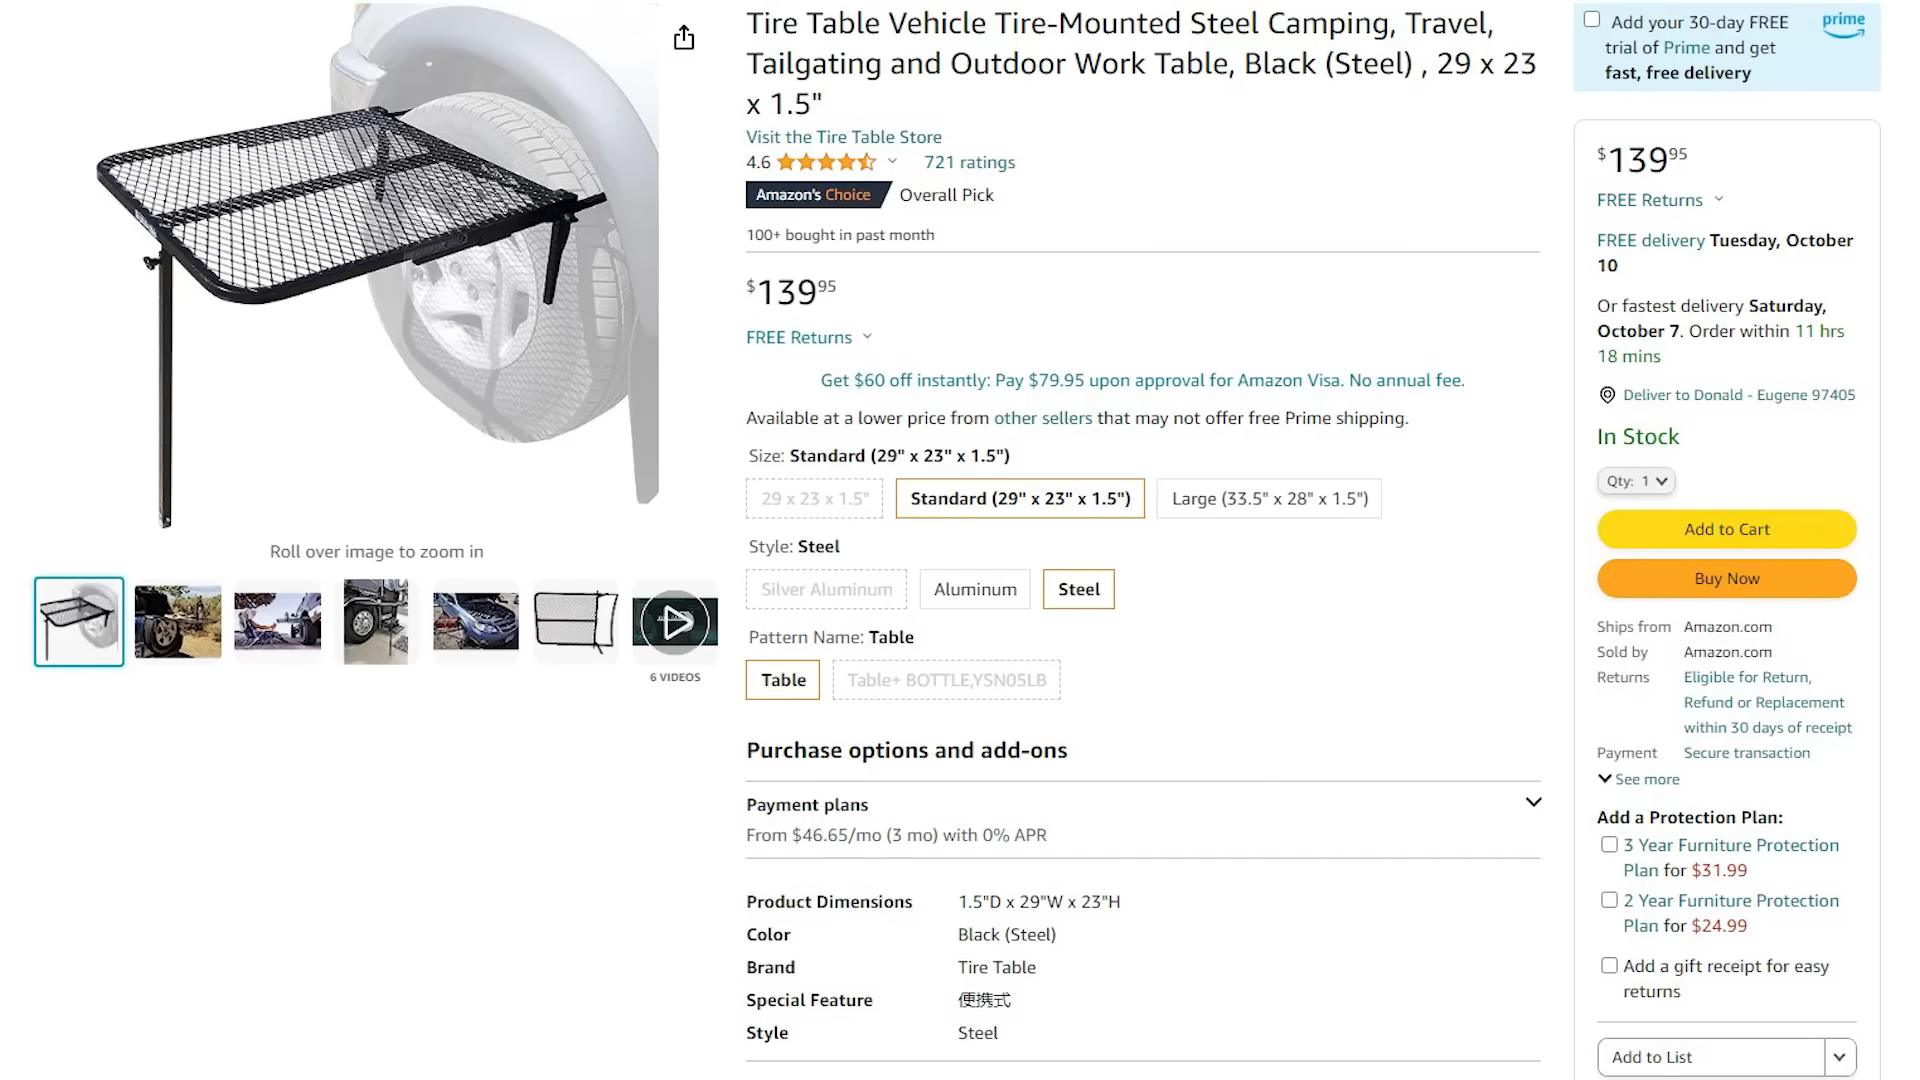 Tire Table Vehicle Tire-Mounted Steel Camping, Travel,
Tailgating and Outdoor Work Table, Black (Steel) , 29 x 23
x 1.5"
Visit the Tire Table Store
4.6 721 ratings
Amazon's Choice Overall Pick
100+ bought in past month
$139.95
FREE Returns
Get $60 off instantly: Pay $79.95 upon approval for Amazon Visa. No annual fee.
Available at a lower price from other sellers that may not offer free Prime shipping.
Size: Standard (29" x 23" x 1.5")
29 x 23 x 1.5" Standard (29" x 23" x 1.5") Large (33.5" x 28" x 1.5")
Style: Steel
Silver Aluminum Aluminum Steel
Pattern Name: Table
Table Table+ BOTTLE,YSN05LB
Roll over image to zoom in
6 VIDEOS
Purchase options and add-ons
Payment plans
From $46.65/mo (3 mo) with 0% APR
Product Dimensions 1.5"D x 29"W x 23"H
Color Black (Steel)
Brand Tire Table
Special Feature 便携式
Style Steel
Add your 30-day FREE prime
trial of Prime and get
fast, free delivery
$139.95
FREE Returns
FREE delivery Tuesday, October
10
Or fastest delivery Saturday,
October 7. Order within 11 hrs
18 mins
Deliver to Donald - Eugene 97405
In Stock
Qty: 1
Add to Cart
Buy Now
Ships from Amazon.com
Sold by Amazon.com
Returns Eligible for Return,
Refund or Replacement
within 30 days of receipt
Payment Secure transaction
See more
Add a Protection Plan:
3 Year Furniture Protection
Plan for $31.99
2 Year Furniture Protection
Plan for $24.99
Add a gift receipt for easy
returns
Add to List